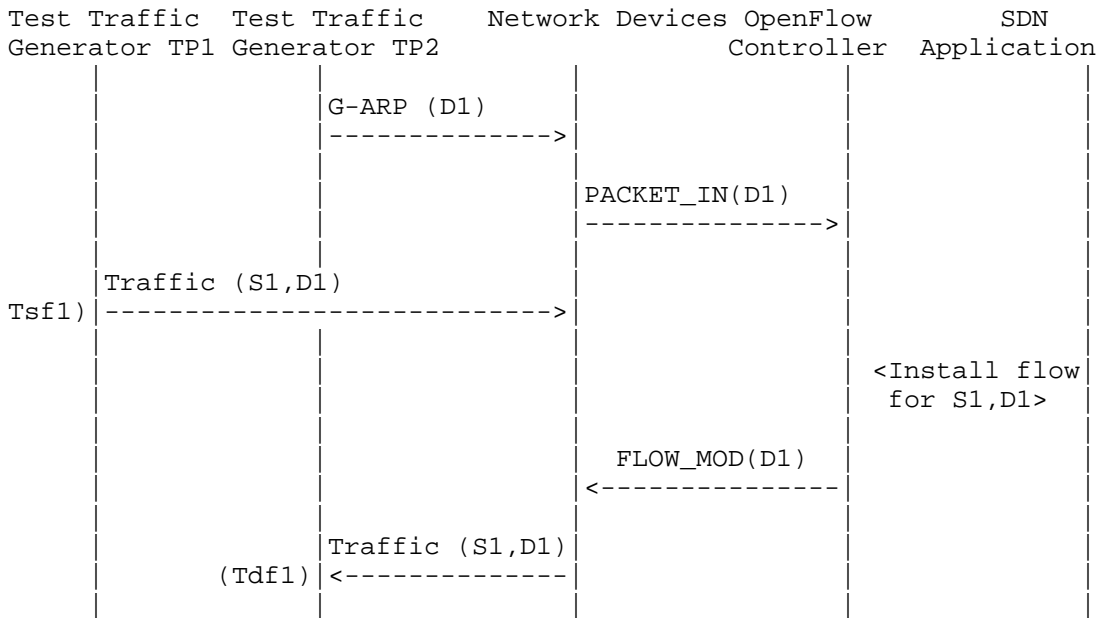 Test Traffic Test Traffic Network Devices OpenFlow SDN
Generator TP1 Generator TP2 Controller Application
G-ARP (D1)
-------------->
PACKET_IN(D1)
--------------->
Traffic (S1,D1)
Tsf1) ---------------------------->
<Install flow
for S1,D1>
FLOW_MOD(D1)
<---------------
Traffic (S1,D1)
(Tdf1) <--------------